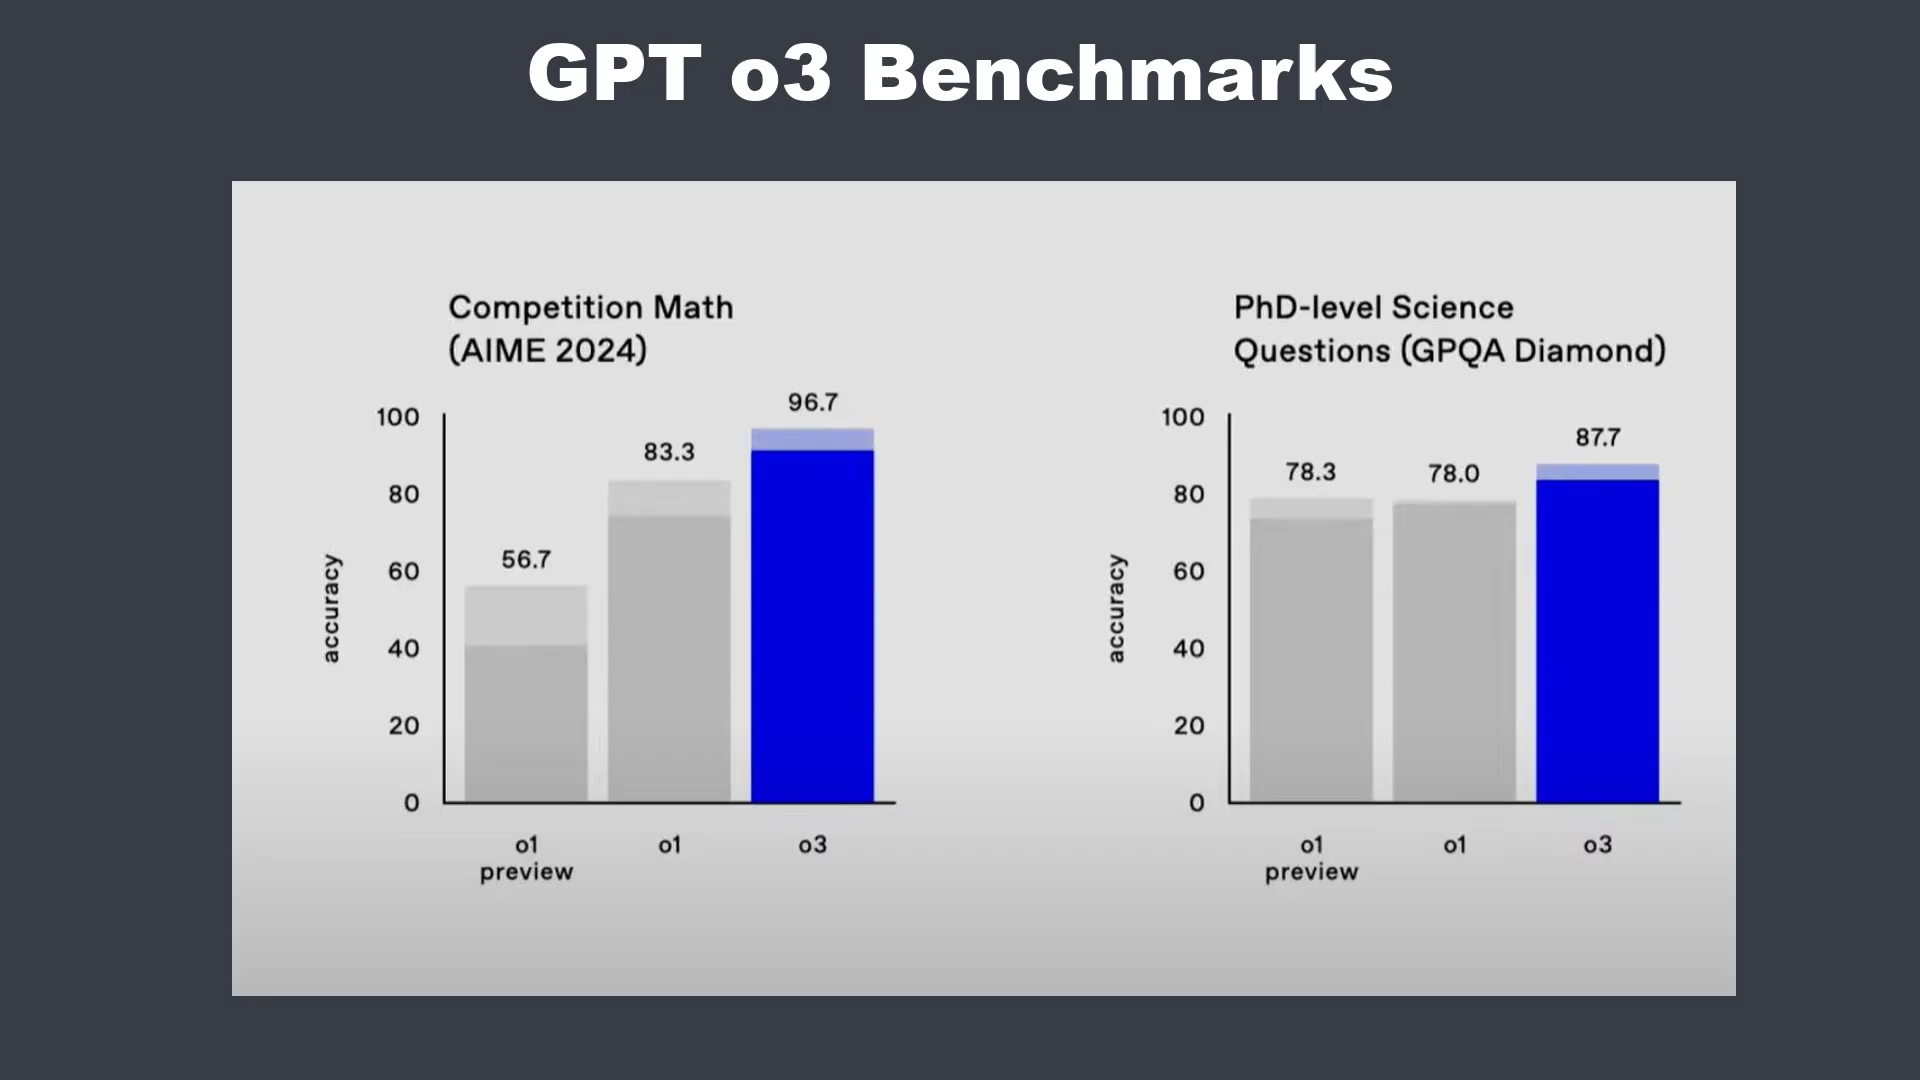 GPT o3 Benchmarks
Competition Math
(AIME 2024)
accuracy
100
80
60
40
20
0
56.7
83.3
96.7
o1
preview
o1
o3
PhD-level Science
Questions (GPQA Diamond)
accuracy
100
80
60
40
20
0
78.3
78.0
87.7
o1
preview
o1
o3